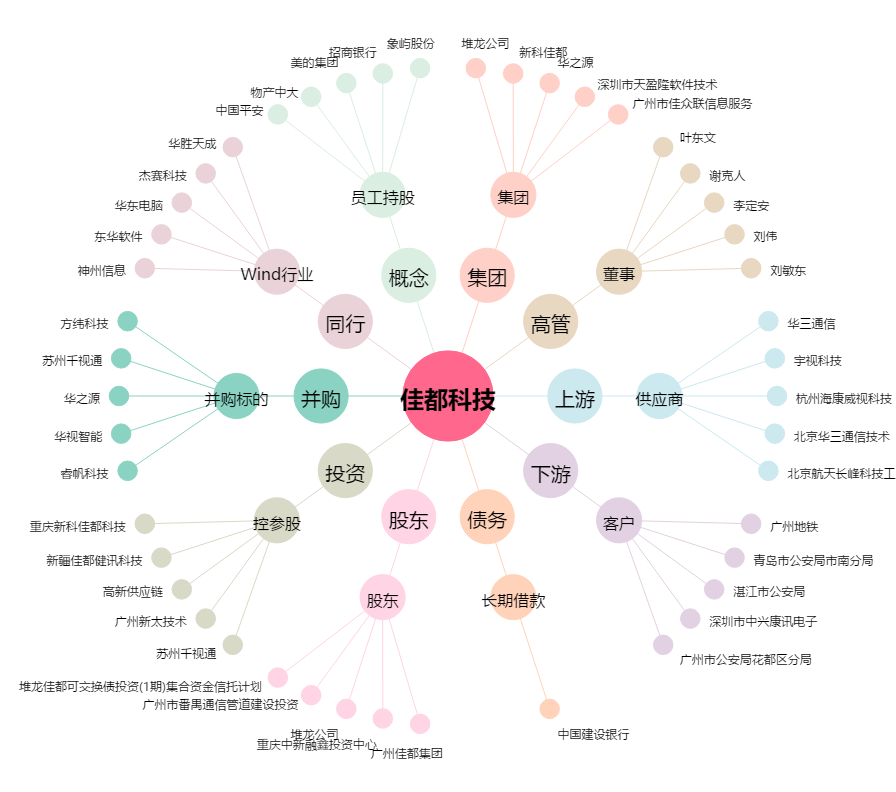 象屿股份
堆龙公司
招商银行
新科佳都
美的集团
华之源
物产中大
深圳市天盈隆软件技术
中国平安
广州市佳众联信息服务
华胜天成
叶东文
杰赛科技
谢克人
员工持股
集团
华东电脑
李定安
东华软件
刘伟
神州信息
Wind行业
概念
集团
董事
刘敏东
方纬科技
同行
高管
华三通信
苏州千视通
宇视科技
华之源
并购标的
并购
佳都科技
上游
供应商
杭州海康威视科技
华视智能
北京华三通信技术
睿帆科技
投资
下游
北京航天长峰科技工
重庆新科佳都科技
控参股
股东
债务
客户
广州地铁
新疆佳都健讯科技
青岛市公安局市南分局
高新供应链
股东
长期借款
湛江市公安局
广州新太技术
深圳市中兴康讯电子
苏州千视通
广州市公安局花都区分局
堆龙佳都可交换债投资(1期)集合资金信托计划
广州市番禺通信管道建设投资
堆龙公司
中国建设银行
重庆中新融鑫投资中心
广州佳都集团